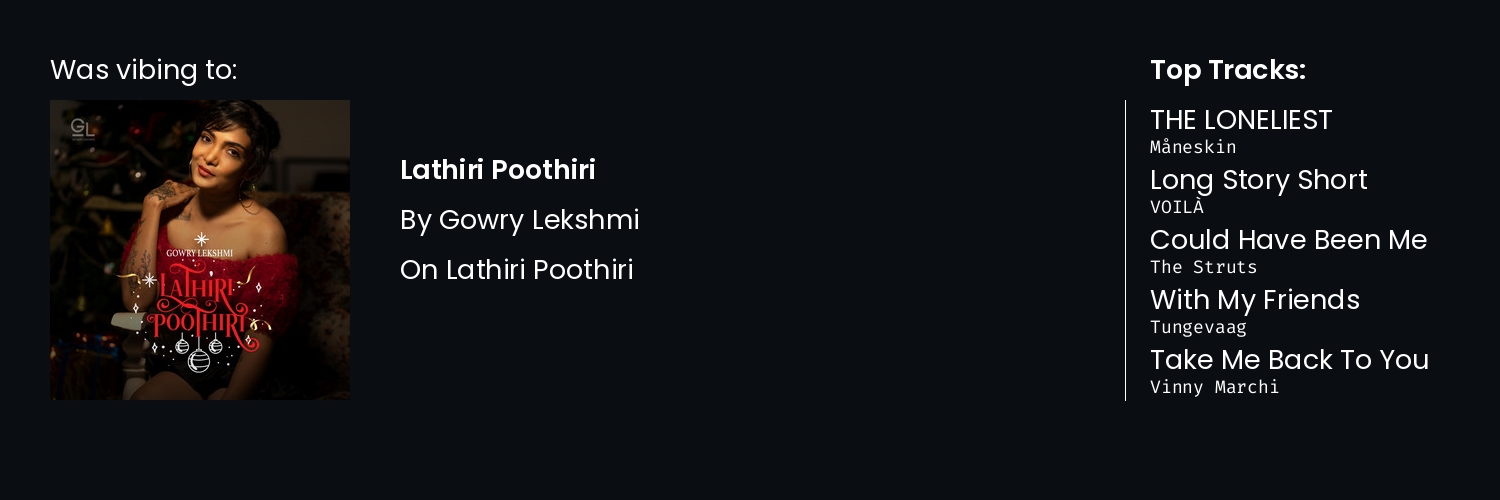 Was vibing to:
GL
GOWRY LEKSHMI
LATHIRI
POOTHIRI
Lathiri Poothiri
By Gowry Lekshmi
On Lathiri Poothiri
Top Tracks:
THE LONELIEST
Måneskin
Long Story Short
VOILÀ
Could Have Been Me
The Struts
With My Friends
Tungevaag
Take Me Back To You
Vinny Marchi